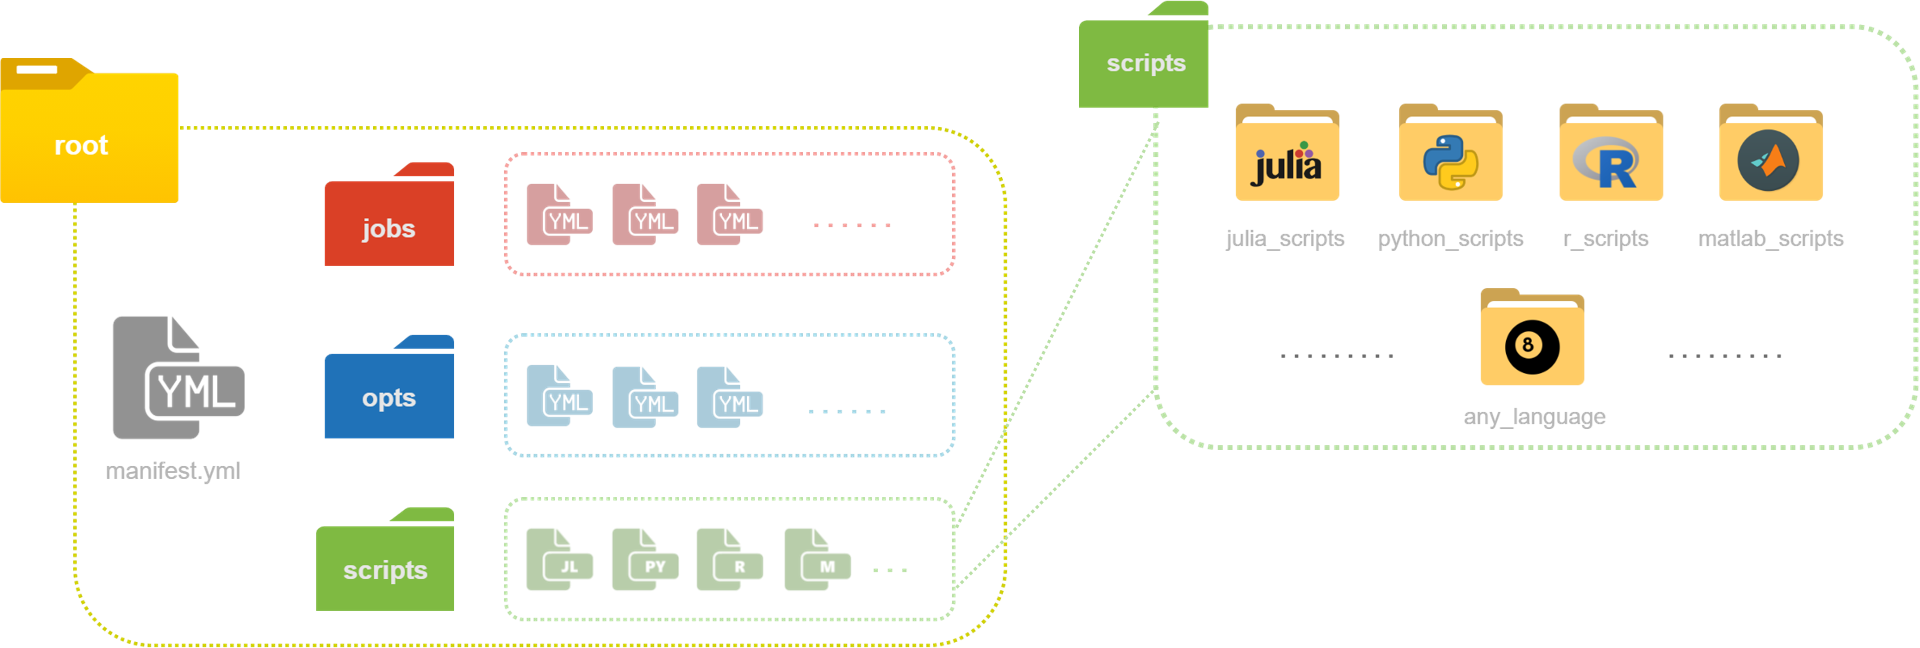 root
jobs
YML
YML
YML
......
YML
manifest.yml
opts
YML
YML
YML
......
scripts
JL
PY
R
M
...
scripts
julia
R
julia_scripts
python_scripts
r_scripts
matlab_scripts
.........
8
.........
any_language